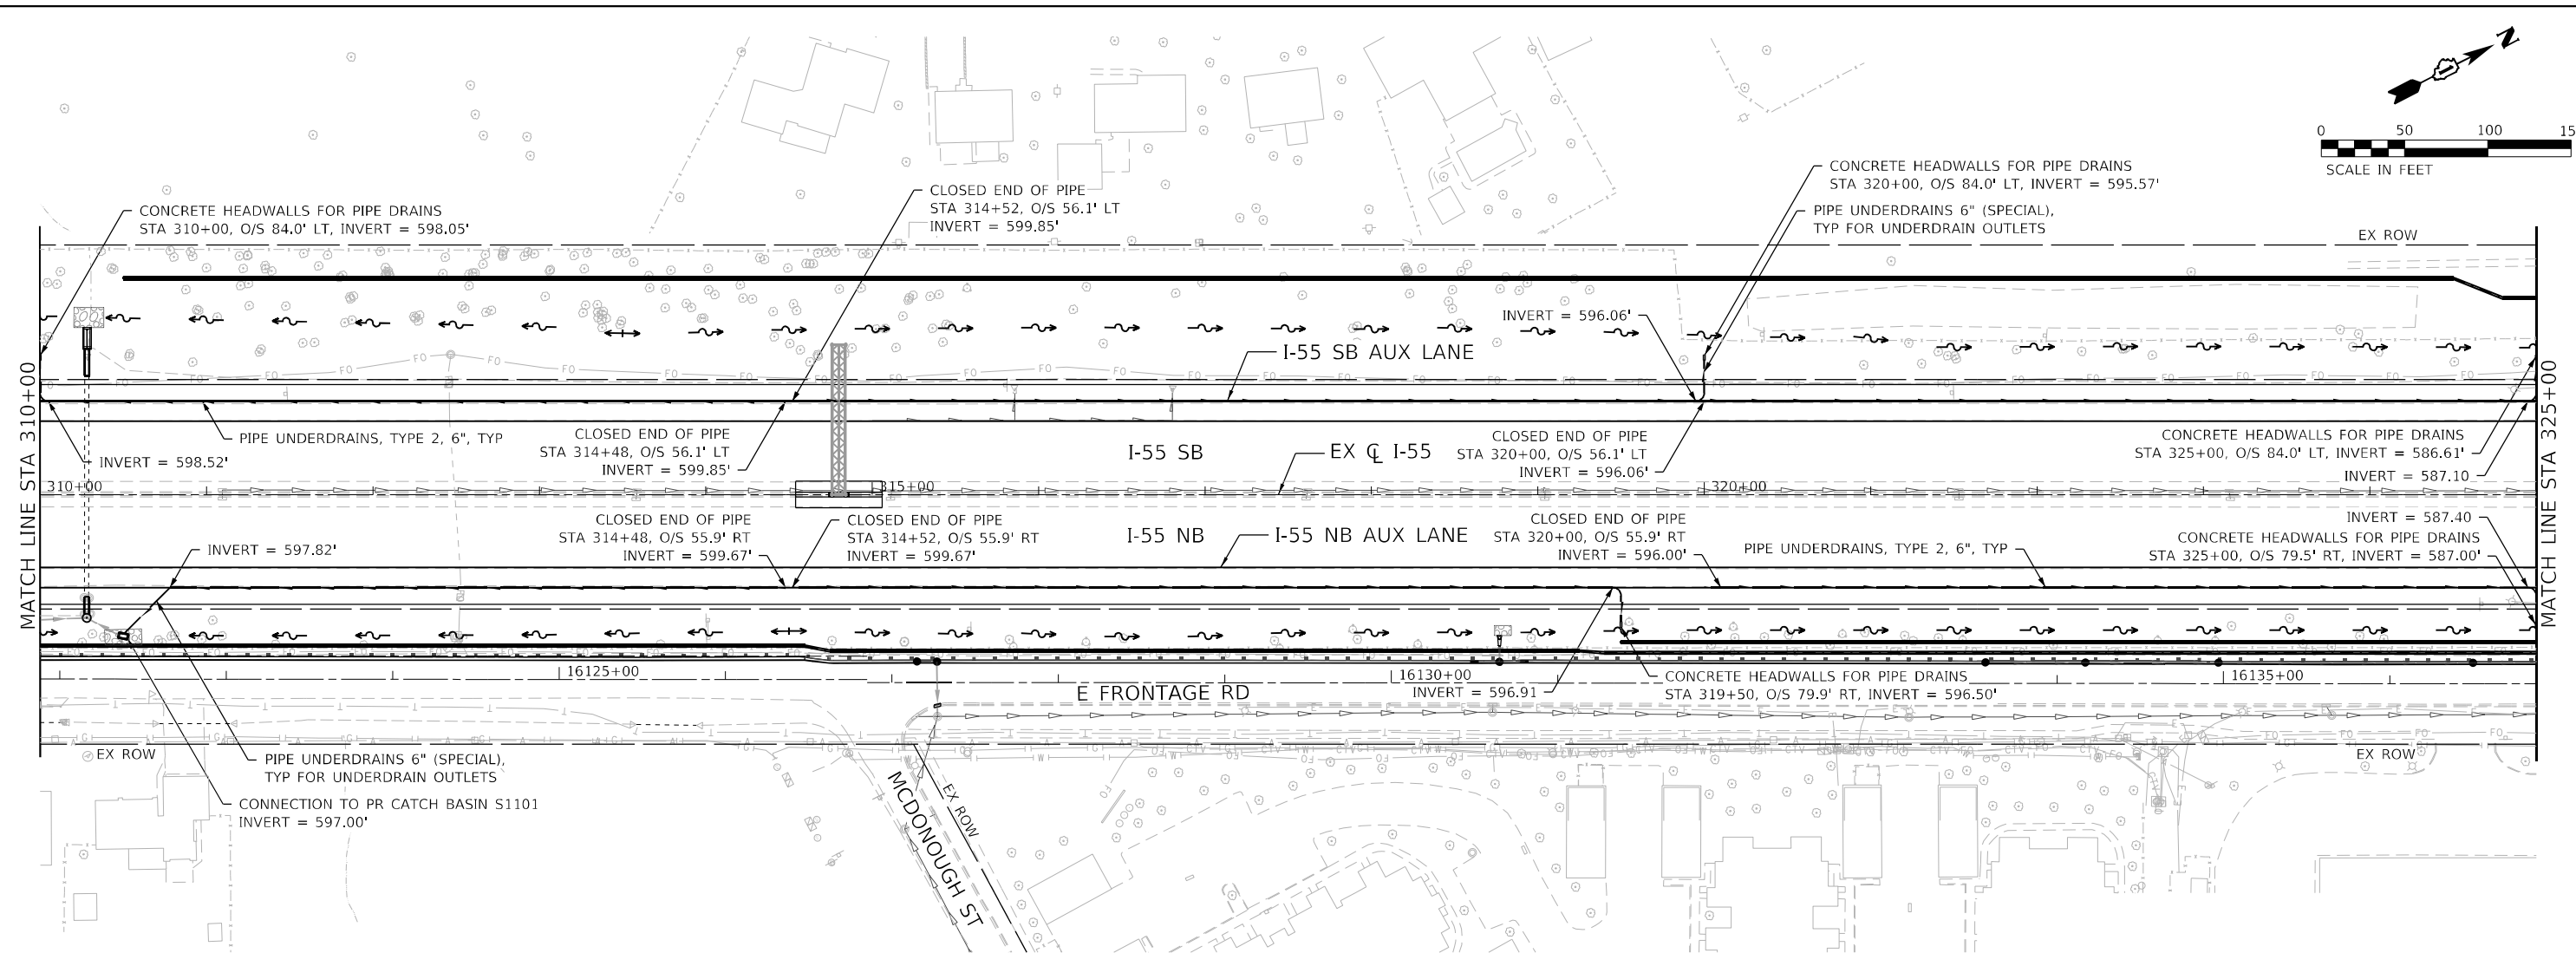 N
0 50 100 15
SCALE IN FEET
CONCRETE HEADWALLS FOR PIPE DRAINS
STA 310+00, O/S 84.0' LT, INVERT = 598.05'
CLOSED END OF PIPE
STA 314+52, O/S 56.1' LT
INVERT = 599.85'
CONCRETE HEADWALLS FOR PIPE DRAINS
STA 320+00, O/S 84.0' LT, INVERT = 595.57'
PIPE UNDERDRAINS 6" (SPECIAL),
TYP FOR UNDERDRAIN OUTLETS
EX ROW
INVERT = 596.06'
I-55 SB AUX LANE
MATCH LINE STA 310+00
MATCH LINE STA 325+00
PIPE UNDERDRAINS, TYPE 2, 6", TYP
INVERT = 598.52'
CLOSED END OF PIPE
STA 314+48, O/S 56.1' LT
INVERT = 599.85'
I-55 SB
EX CL I-55
CLOSED END OF PIPE
STA 320+00, O/S 56.1' LT
INVERT = 596.06'
CONCRETE HEADWALLS FOR PIPE DRAINS
STA 325+00, O/S 84.0' LT, INVERT = 586.61'
INVERT = 587.10
310+00
315+00
320+00
INVERT = 597.82'
CLOSED END OF PIPE
STA 314+48, O/S 55.9' RT
INVERT = 599.67'
CLOSED END OF PIPE
STA 314+52, O/S 55.9' RT
INVERT = 599.67'
I-55 NB
I-55 NB AUX LANE
CLOSED END OF PIPE
STA 320+00, O/S 55.9' RT
INVERT = 596.00'
PIPE UNDERDRAINS, TYPE 2, 6", TYP
INVERT = 587.40
CONCRETE HEADWALLS FOR PIPE DRAINS
STA 325+00, O/S 79.5' RT, INVERT = 587.00'
16125+00
16130+00
16135+00
E FRONTAGE RD
INVERT = 596.91
CONCRETE HEADWALLS FOR PIPE DRAINS
STA 319+50, O/S 79.9' RT, INVERT = 596.50'
EX ROW
PIPE UNDERDRAINS 6" (SPECIAL),
TYP FOR UNDERDRAIN OUTLETS
CONNECTION TO PR CATCH BASIN S1101
INVERT = 597.00'
MCDONOUGH ST
EX ROW
EX ROW